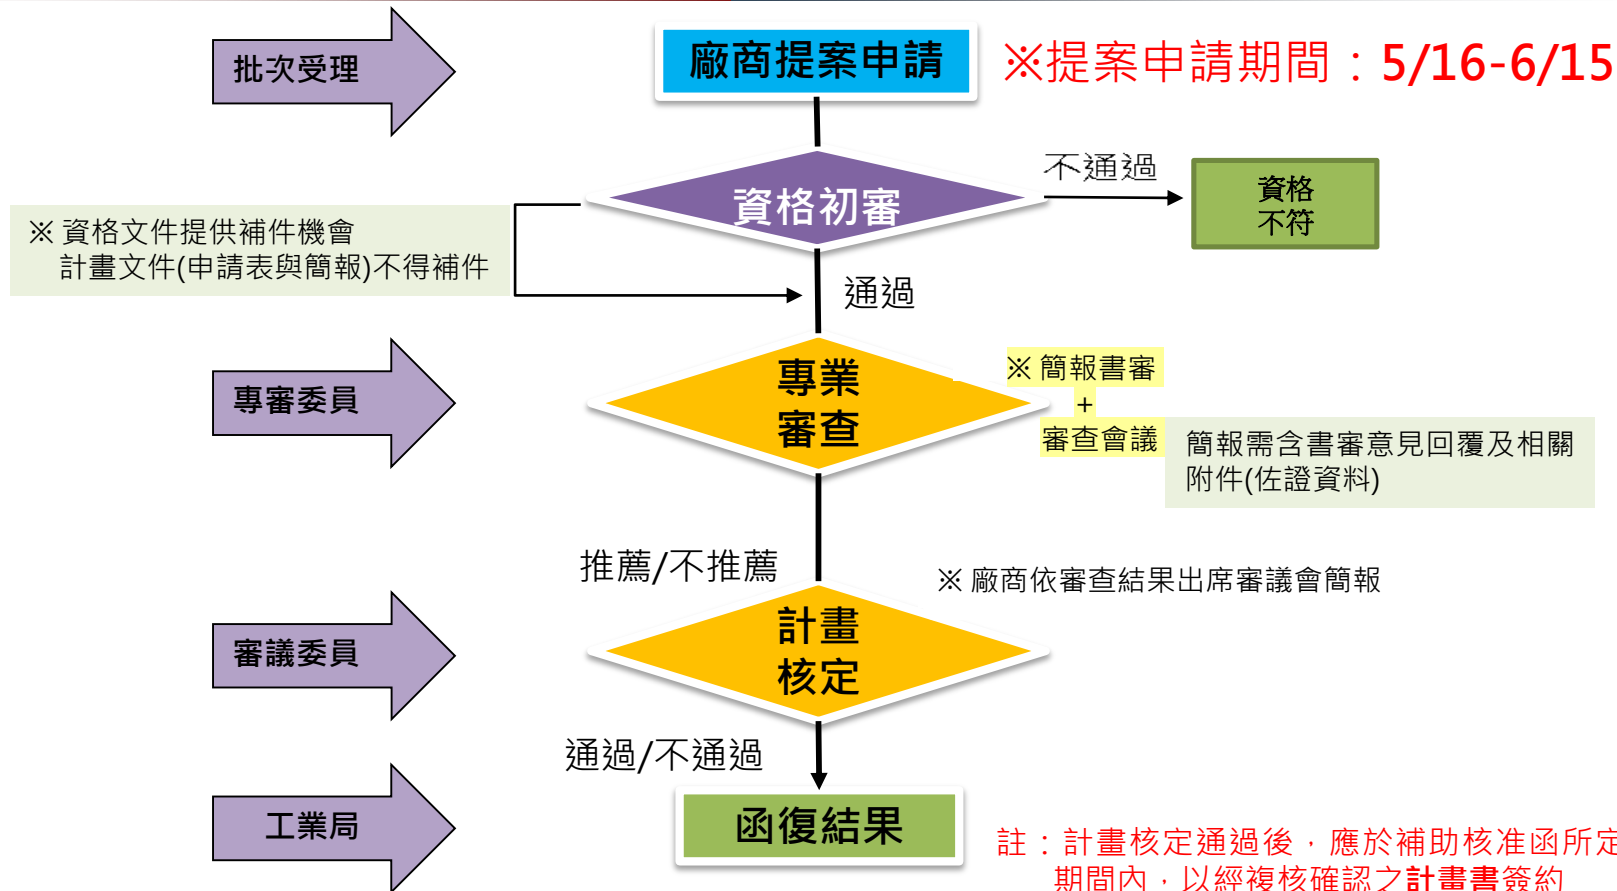 批次受理
廠商提案申請
※提案申請期間：5/16-6/15
不通過
資格
不符
資格初審
※ 資格文件提供補件機會
計畫文件(申請表與簡報)不得補件
通過
專審委員
專業
審查
※ 簡報書審
+
審查會議
簡報需含書審意見回覆及相關
附件(佐證資料)
推薦/不推薦
※ 廠商依審查結果出席審議會簡報
審議委員
計畫
核定
通過/不通過
工業局
函復結果
註：計畫核定通過後，應於補助核准函所定
期間內，以經複核確認之計畫書簽約